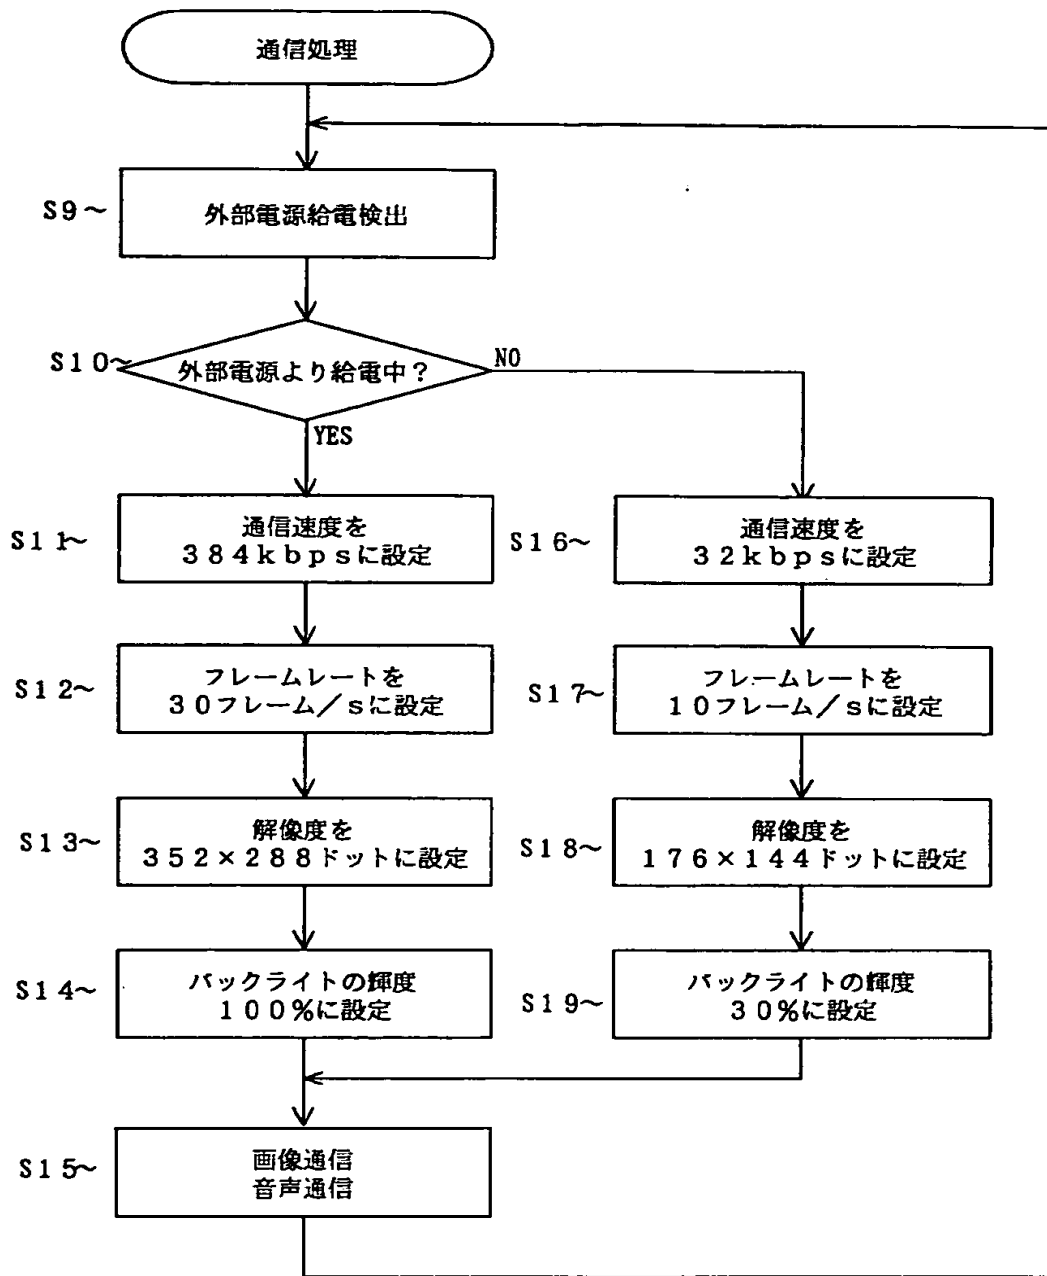 通信処理
S9～
外部電源給電検出
S10～
外部電源より給電中？
NO
YES
S11～
通信速度を
384kbpsに設定
S16～
通信速度を
32kbpsに設定
S12～
フレームレートを
30フレーム／sに設定
S17～
フレームレートを
10フレーム／sに設定
S13～
解像度を
352×288ドットに設定
S18～
解像度を
176×144ドットに設定
S14～
バックライトの輝度
100%に設定
S19～
バックライトの輝度
30%に設定
S15～
画像通信
音声通信